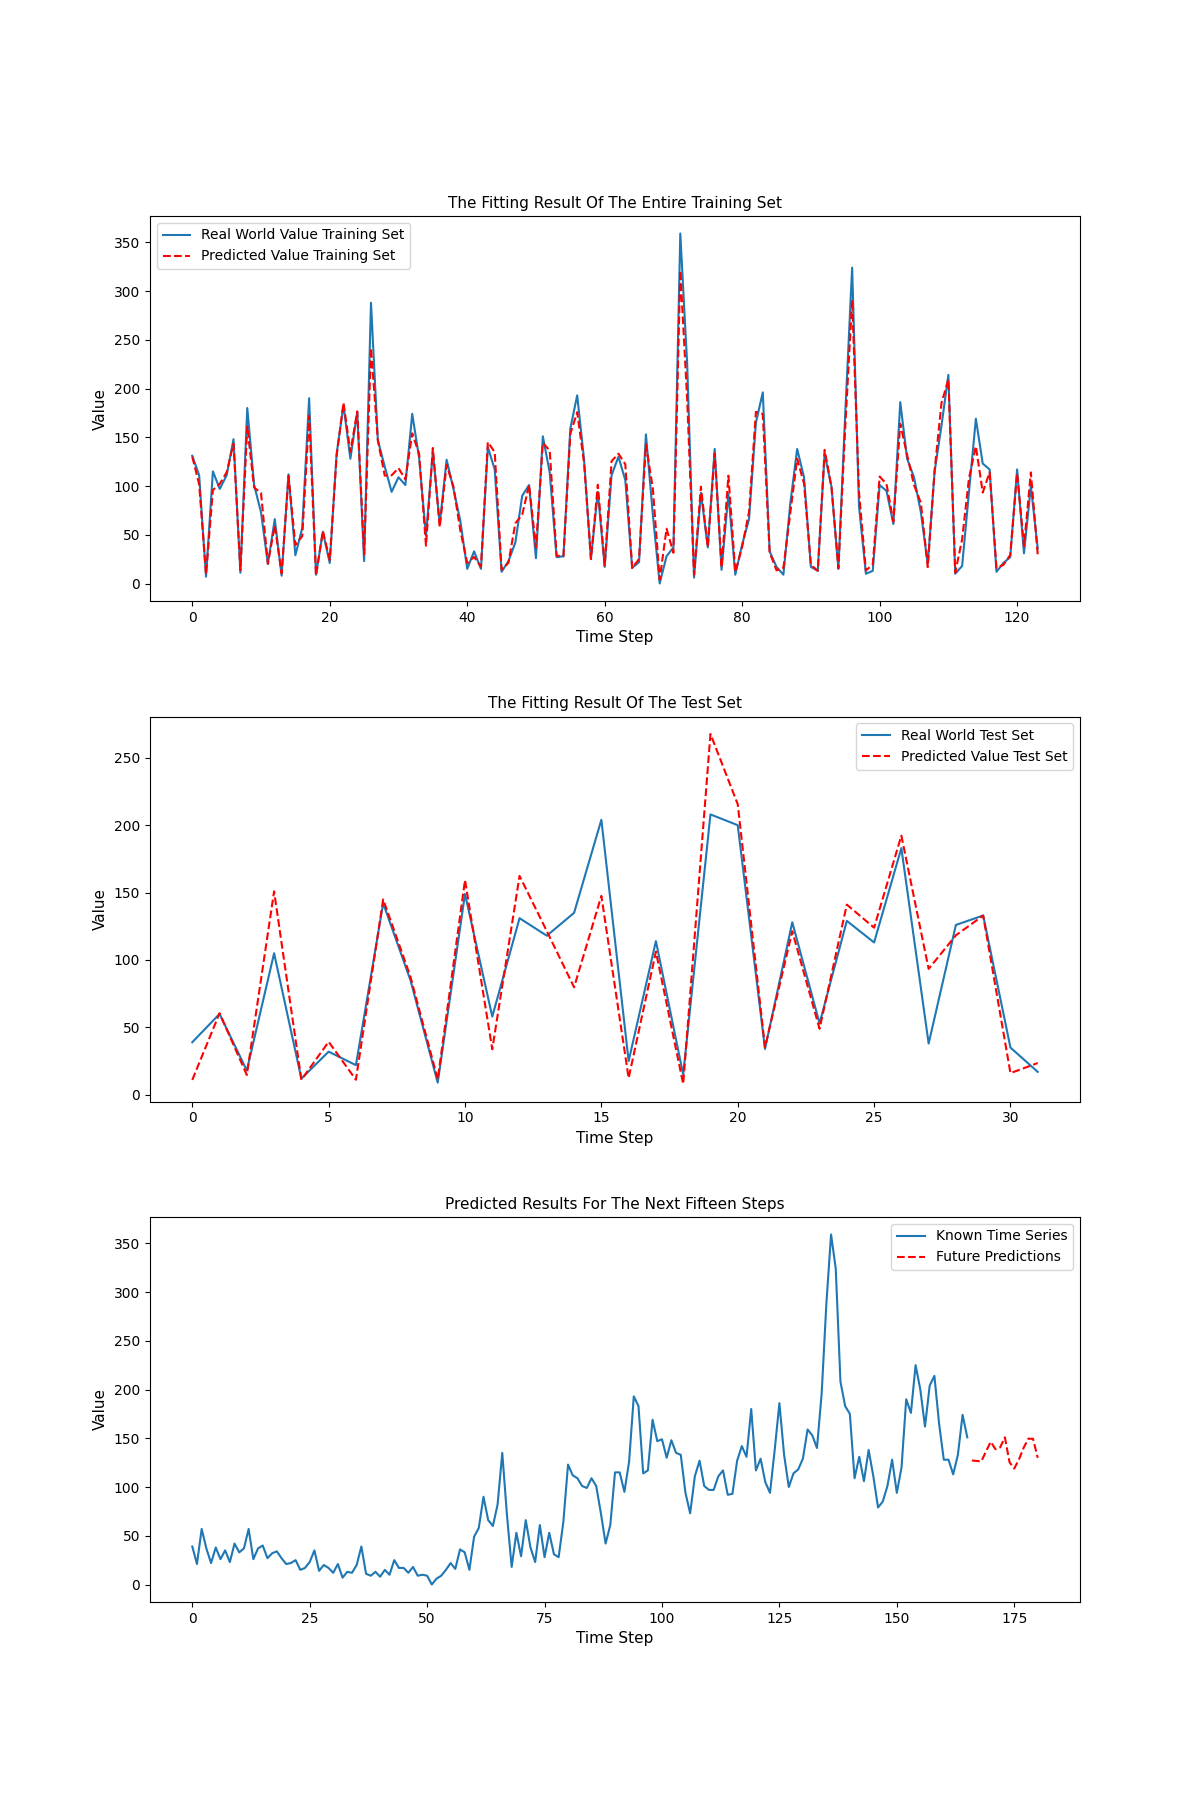 The Fitting Result Of The Entire Training Set
Real World Value Training Set
Predicted Value Training Set
350
300
250
200
150
100
50
0
Value
0 20 40 60 80 100 120
Time Step
The Fitting Result Of The Test Set
Real World Test Set
Predicted Value Test Set
250
200
150
100
50
0
Value
0 5 10 15 20 25 30
Time Step
Predicted Results For The Next Fifteen Steps
Known Time Series
Future Predictions
350
300
250
200
150
100
50
0
Value
0 25 50 75 100 125 150 175
Time Step